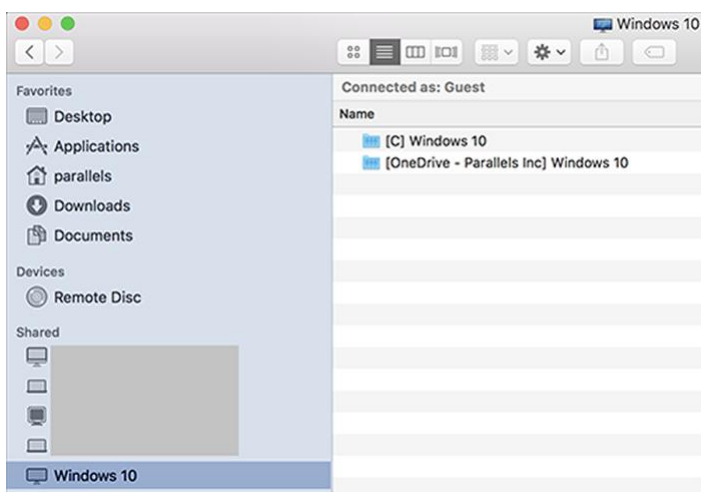 Windows 10
Favorites
Desktop
Applications
parallels
Downloads
Documents
Devices
Remote Disc
Shared
Windows 10
Connected as: Guest
Name
[C] Windows 10
[OneDrive - Parallels Inc] Windows 10